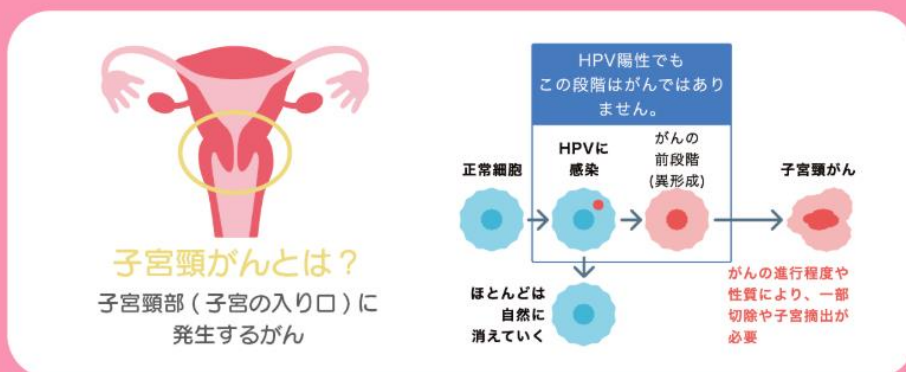 子宮頸がんとは？
子宮頸部 ( 子宮の入り口 ) に
発生するがん
HPV陽性でも
この段階はがんではあり
ません。
正常細胞
HPVに
感染
がんの
前段階
(異形成)
子宮頸がん
ほとんどは
自然に
消えていく
がんの進行程度や
性質により、一部
切除や子宮摘出が
必要